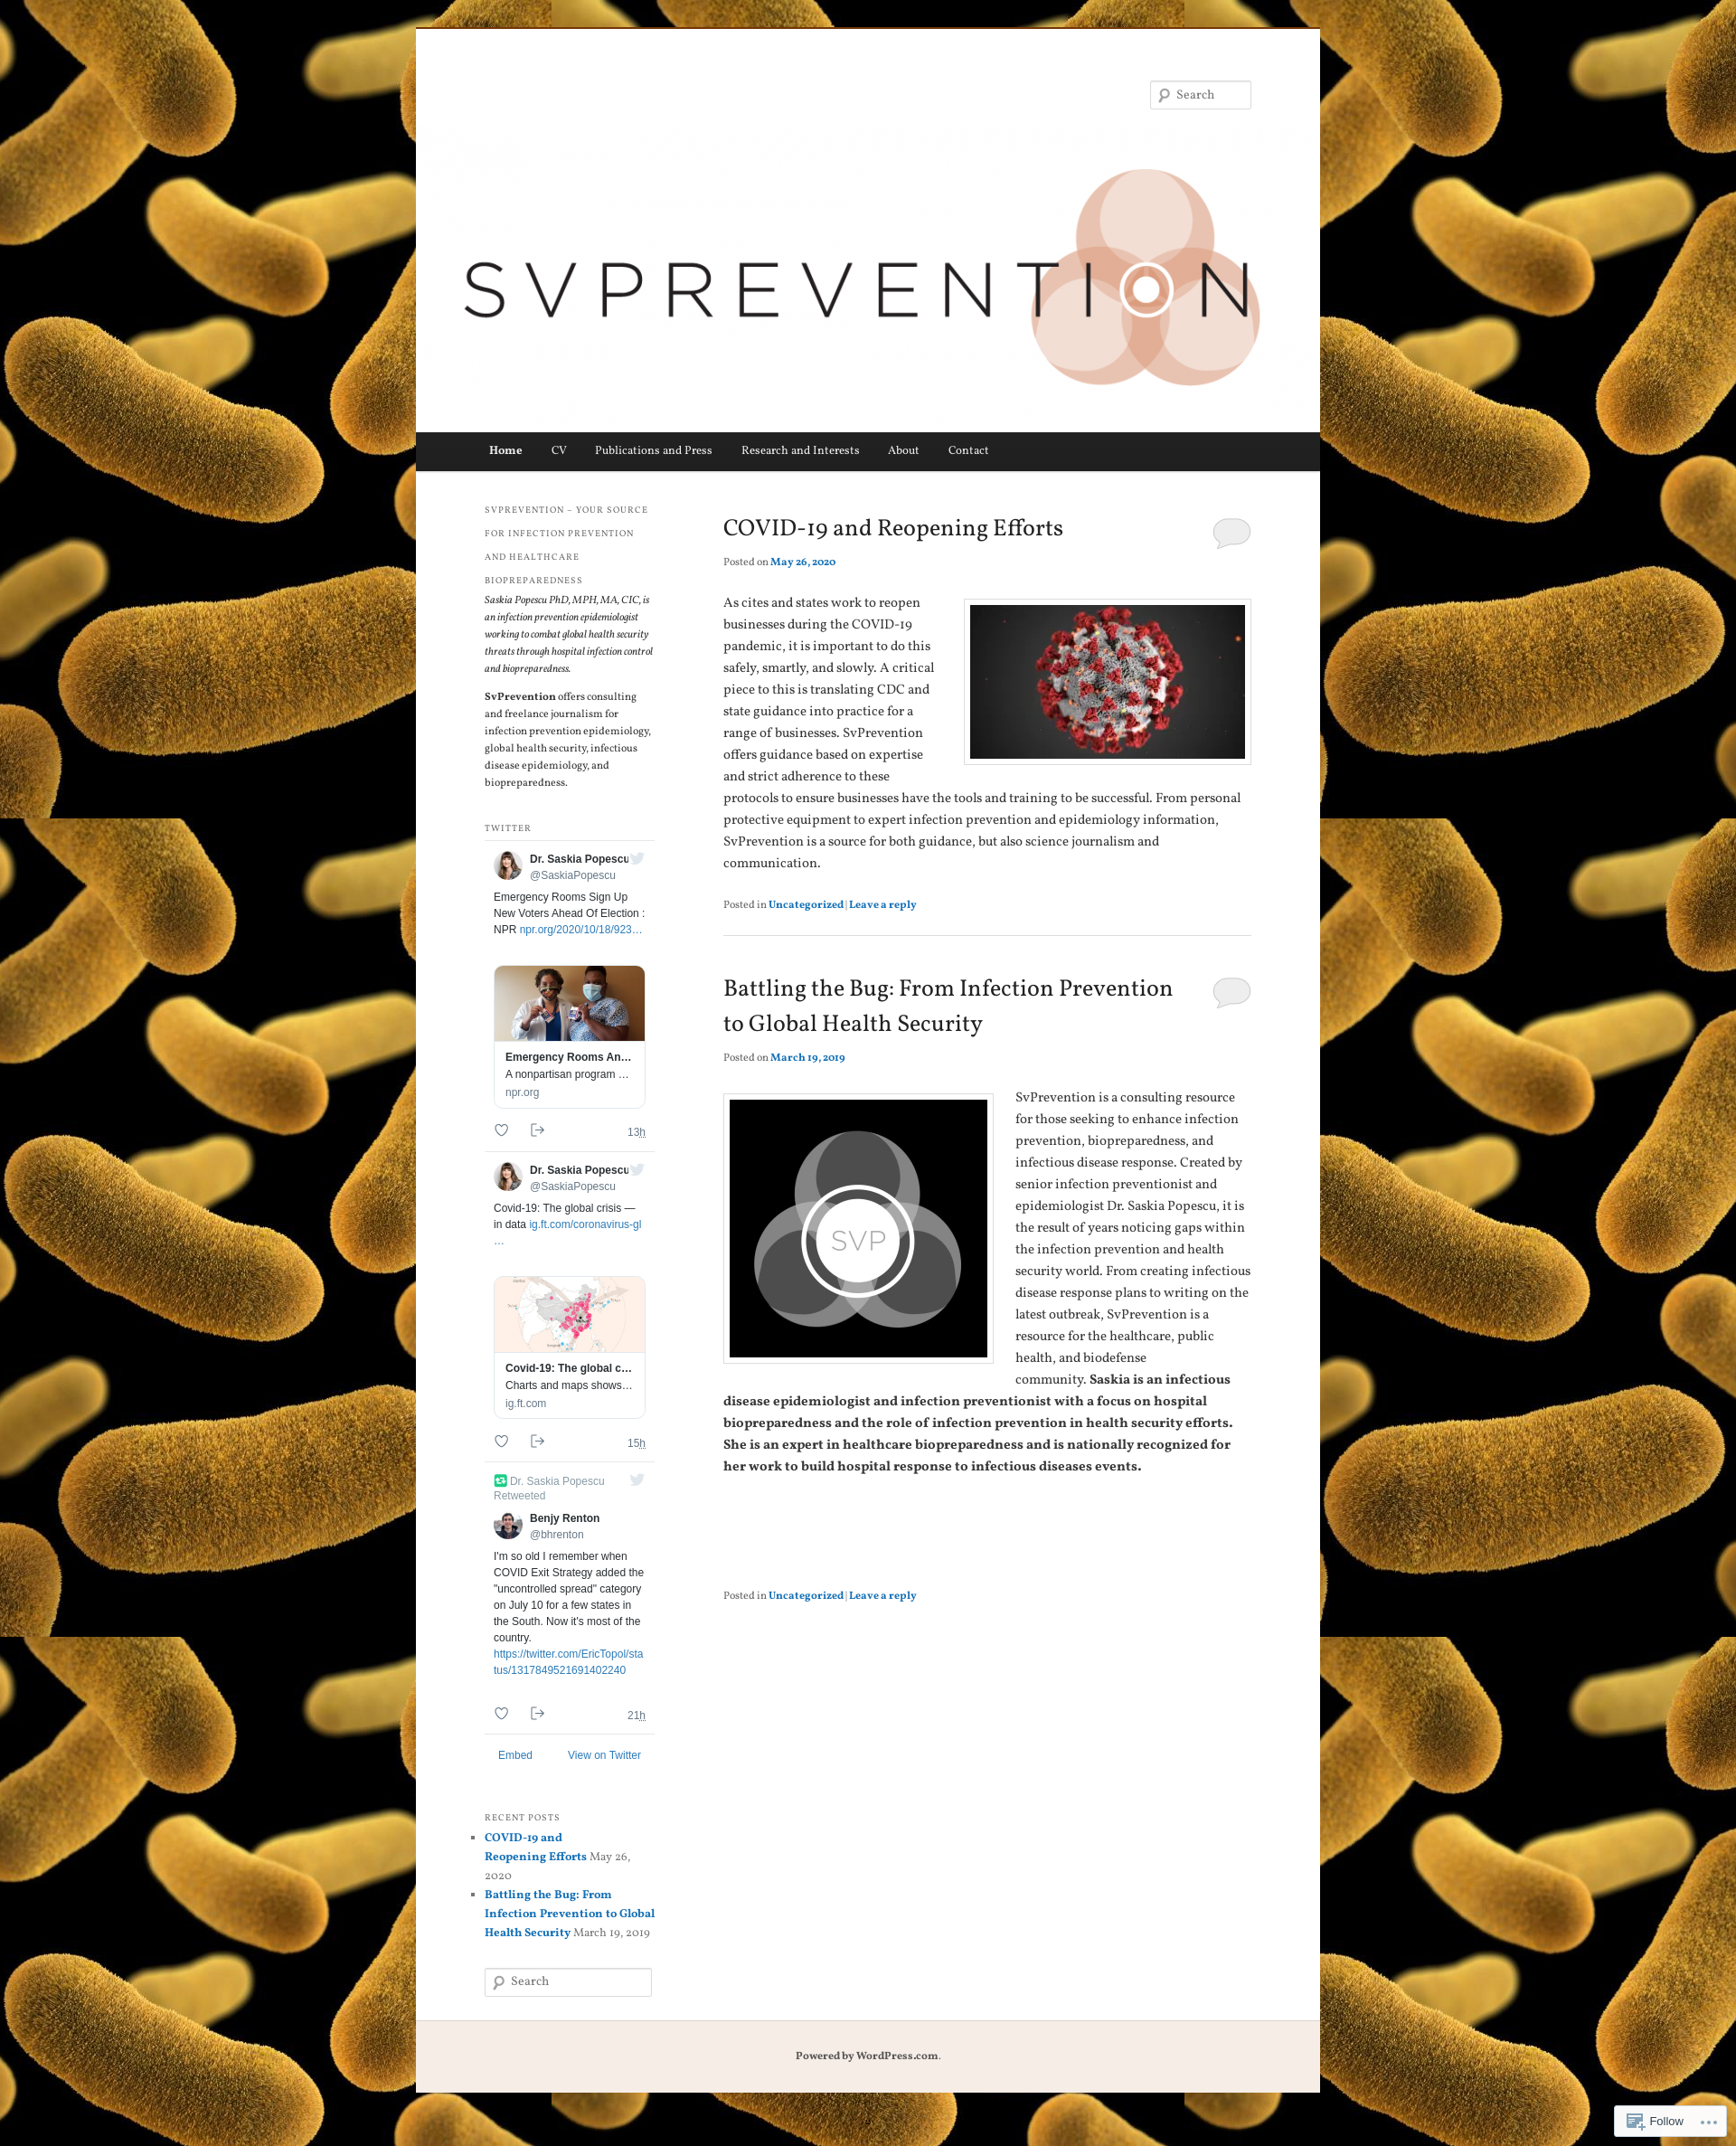 Search
SVPREVENTION
Home CV Publications and Press Research and Interests About Contact
SVPREVENTION – YOUR SOURCE
FOR INFECTION PREVENTION
AND HEALTHCARE
BIOPREPAREDNESS
Saskia Popescu PhD, MPH, MA, CIC, is
an infection prevention epidemiologist
working to combat global health security
threats through hospital infection control
and biopreparedness.
SvPrevention offers consulting
and freelance journalism for
infection prevention epidemiology,
global health security, infectious
disease epidemiology, and
biopreparedness.
TWITTER
Dr. Saskia Popescu
@SaskiaPopescu
Emergency Rooms Sign Up
New Voters Ahead Of Election :
NPR npr.org/2020/10/18/923…
Emergency Rooms An…
A nonpartisan program …
npr.org
13h
Dr. Saskia Popescu
@SaskiaPopescu
Covid-19: The global crisis —
in data ig.ft.com/coronavirus-gl
…
Covid-19: The global c…
Charts and maps shows…
ig.ft.com
15h
Dr. Saskia Popescu
Retweeted
Benjy Renton
@bhrenton
I'm so old I remember when
COVID Exit Strategy added the
"uncontrolled spread" category
on July 10 for a few states in
the South. Now it's most of the
country.
https://twitter.com/EricTopol/sta
tus/1317849521691402240
21h
Embed View on Twitter
RECENT POSTS
COVID-19 and
Reopening Efforts May 26,
2020
Battling the Bug: From
Infection Prevention to Global
Health Security March 19, 2019
Search
COVID-19 and Reopening Efforts
Posted on May 26, 2020
As cites and states work to reopen
businesses during the COVID-19
pandemic, it is important to do this
safely, smartly, and slowly. A critical
piece to this is translating CDC and
state guidance into practice for a
range of businesses. SvPrevention
offers guidance based on expertise
and strict adherence to these
protocols to ensure businesses have the tools and training to be successful. From personal
protective equipment to expert infection prevention and epidemiology information,
SvPrevention is a source for both guidance, but also science journalism and
communication.
Posted in Uncategorized | Leave a reply
Battling the Bug: From Infection Prevention
to Global Health Security
Posted on March 19, 2019
SVP
SvPrevention is a consulting resource
for those seeking to enhance infection
prevention, biopreparedness, and
infectious disease response. Created by
senior infection preventionist and
epidemiologist Dr. Saskia Popescu, it is
the result of years noticing gaps within
the infection prevention and health
security world. From creating infectious
disease response plans to writing on the
latest outbreak, SvPrevention is a
resource for the healthcare, public
health, and biodefense
community. Saskia is an infectious
disease epidemiologist and infection preventionist with a focus on hospital
biopreparedness and the role of infection prevention in health security efforts.
She is an expert in healthcare biopreparedness and is nationally recognized for
her work to build hospital response to infectious diseases events.
Posted in Uncategorized | Leave a reply
Powered by WordPress.com.
Follow